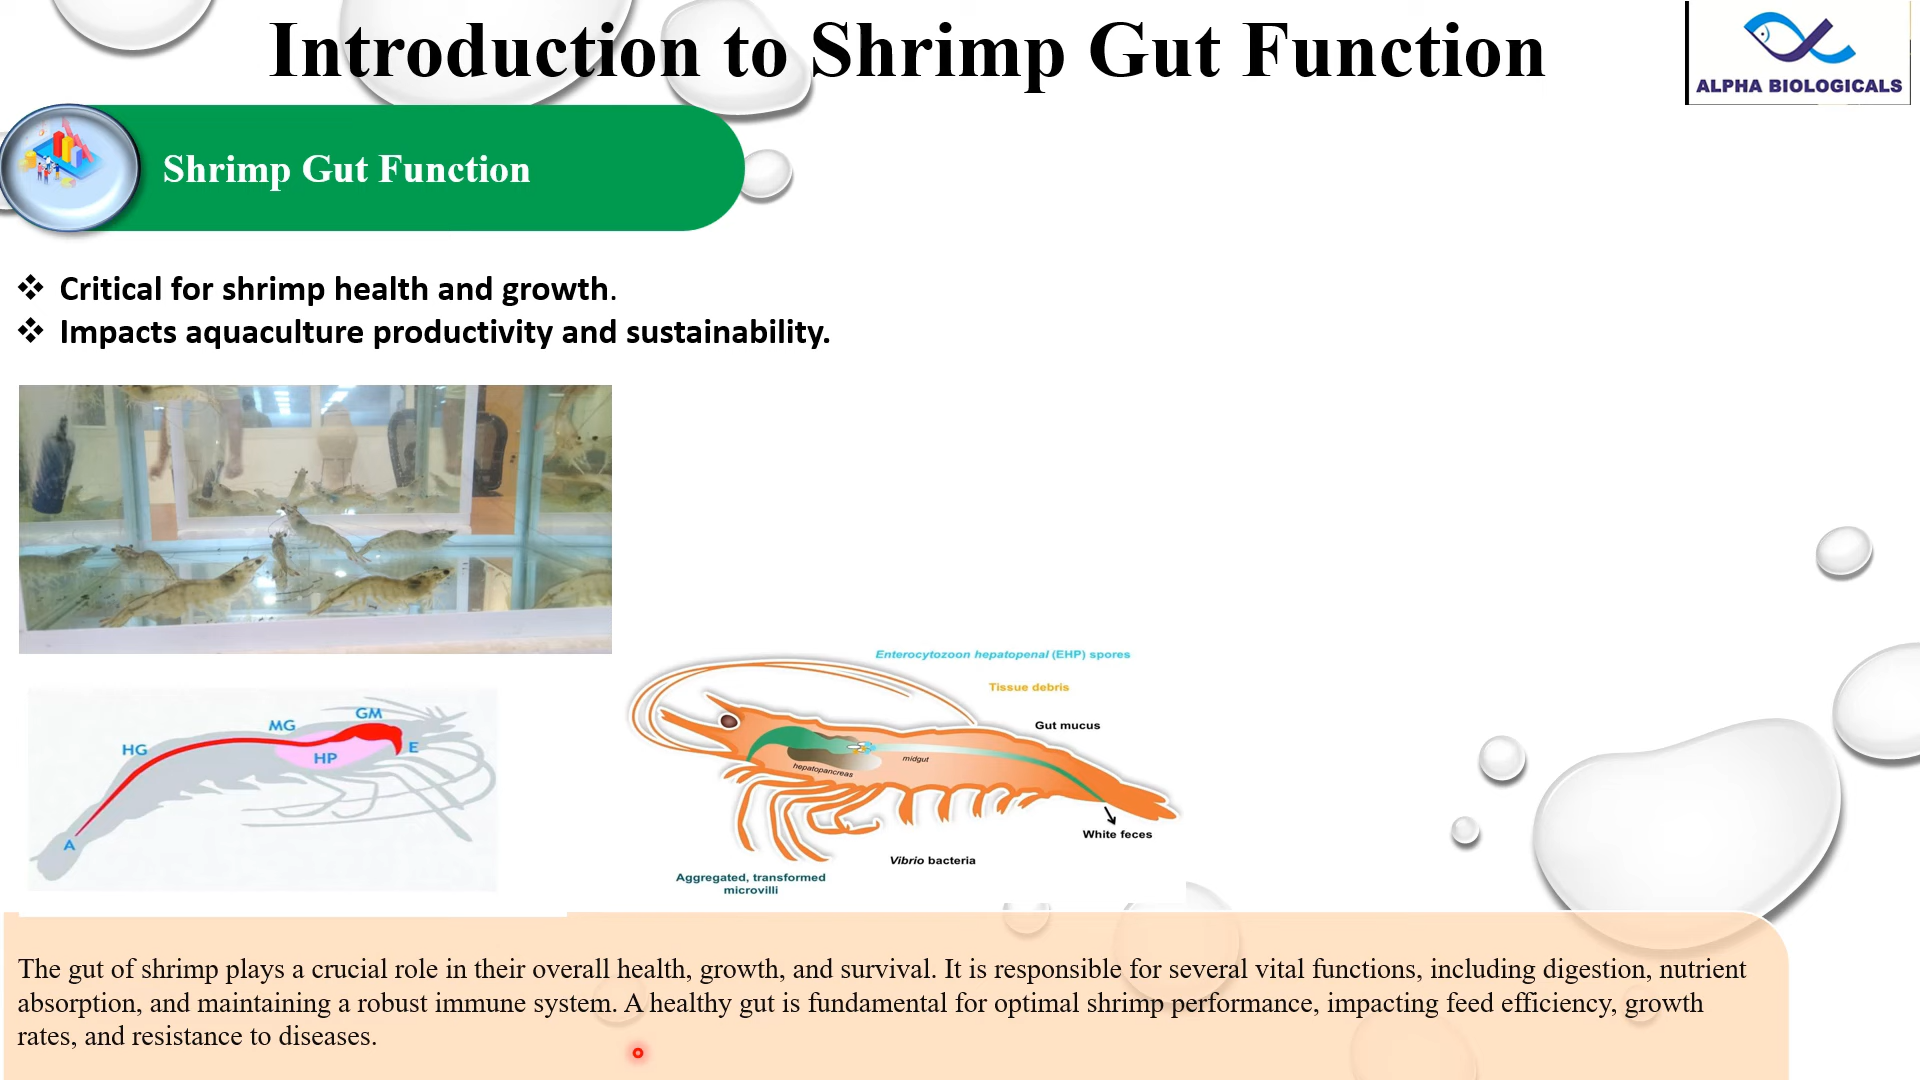 Introduction to Shrimp Gut Function
ALPHA BIOLOGICALS
Shrimp Gut Function
❖ Critical for shrimp health and growth.
❖ Impacts aquaculture productivity and sustainability.
GM
MG
HG
E
HP
A
Enterocytozoon hepatopenal (EHP) spores
Tissue debris
Gut mucus
midgut
hepatopancreas
White feces
Vibrio bacteria
Aggregated, transformed
microvilli
The gut of shrimp plays a crucial role in their overall health, growth, and survival. It is responsible for several vital functions, including digestion, nutrient
absorption, and maintaining a robust immune system. A healthy gut is fundamental for optimal shrimp performance, impacting feed efficiency, growth
rates, and resistance to diseases.